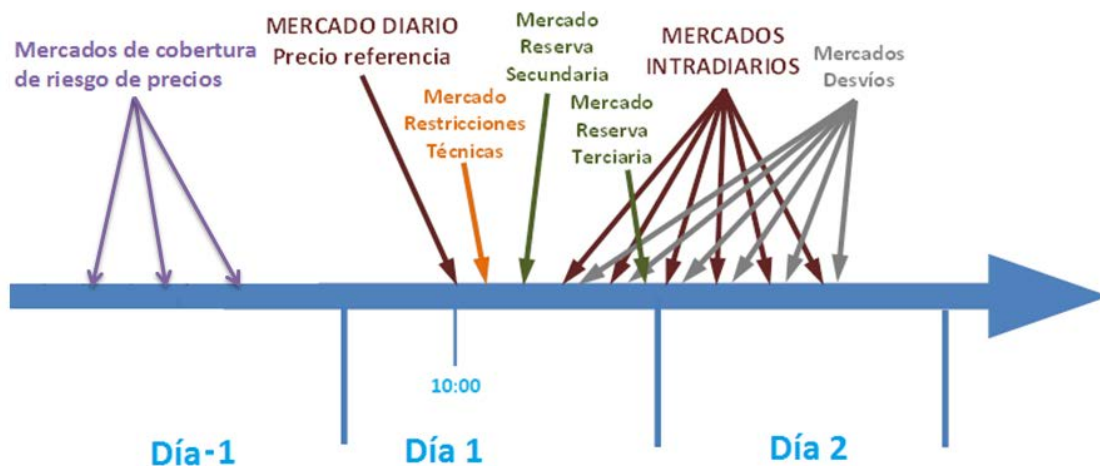 Mercados de cobertura
de riesgo de precios
MERCADO DIARIO
Precio referencia
Mercado
Restricciones
Técnicas
Mercado
Reserva
Secundaria
Mercado
Reserva
Terciaria
MERCADOS
INTRADIARIOS
Mercados
Desvíos
10:00
Día-1
Día 1
Día 2